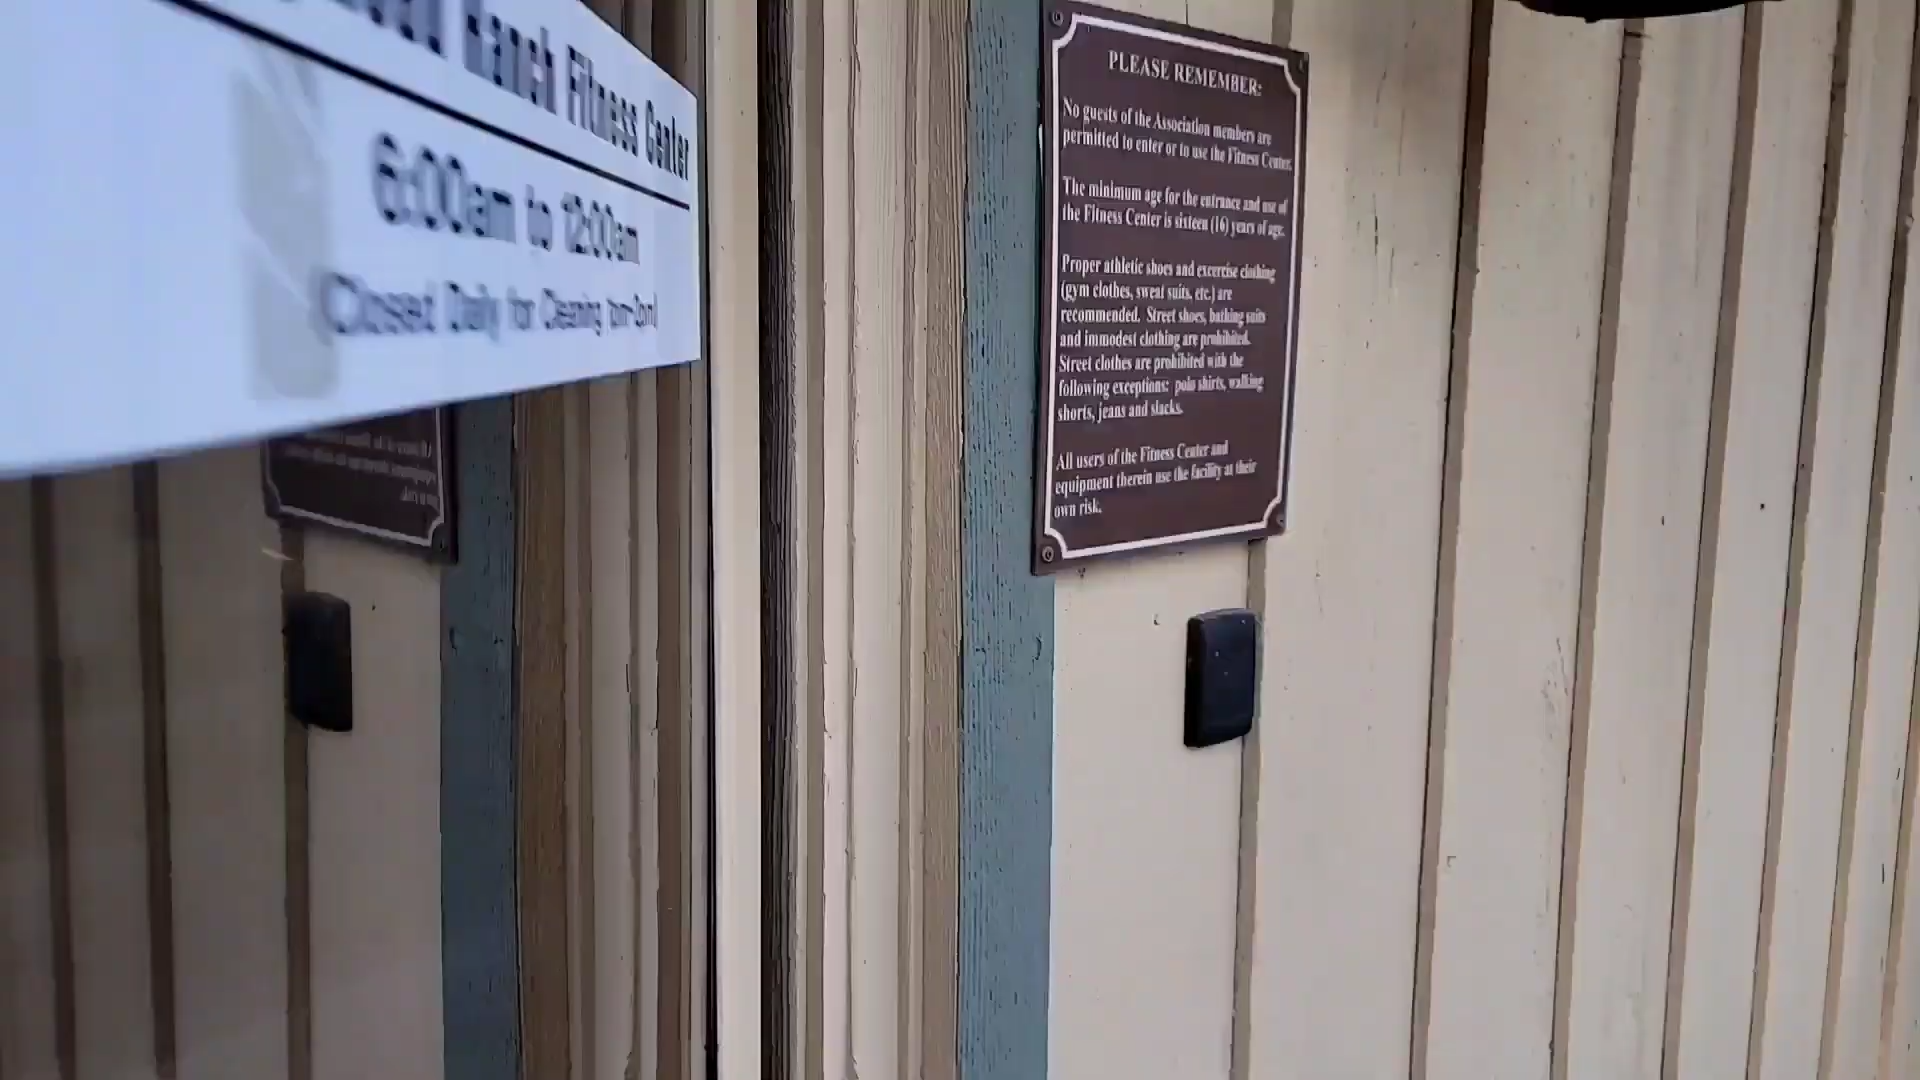 Ranch Fitness Center
6:00am to 12:00am
Closed Daily for Cleaning
PLEASE REMEMBER:
No guests of the Association members are
permitted to enter or to use the Fitness Center.
The minimum age for the entrance and use of
the Fitness Center is sixteen (16) years of age.
Proper athletic shoes and excercise clothing
(gym clothes, sweat suits, etc.) are
recommended. Street shoes, bathing suits
and immodest clothing are prohibited.
Street clothes are prohibited with the
following exceptions: polo shirts, walking
shorts, jeans and slacks.
All users of the Fitness Center and
equipment therein use the facility at their
own risk.